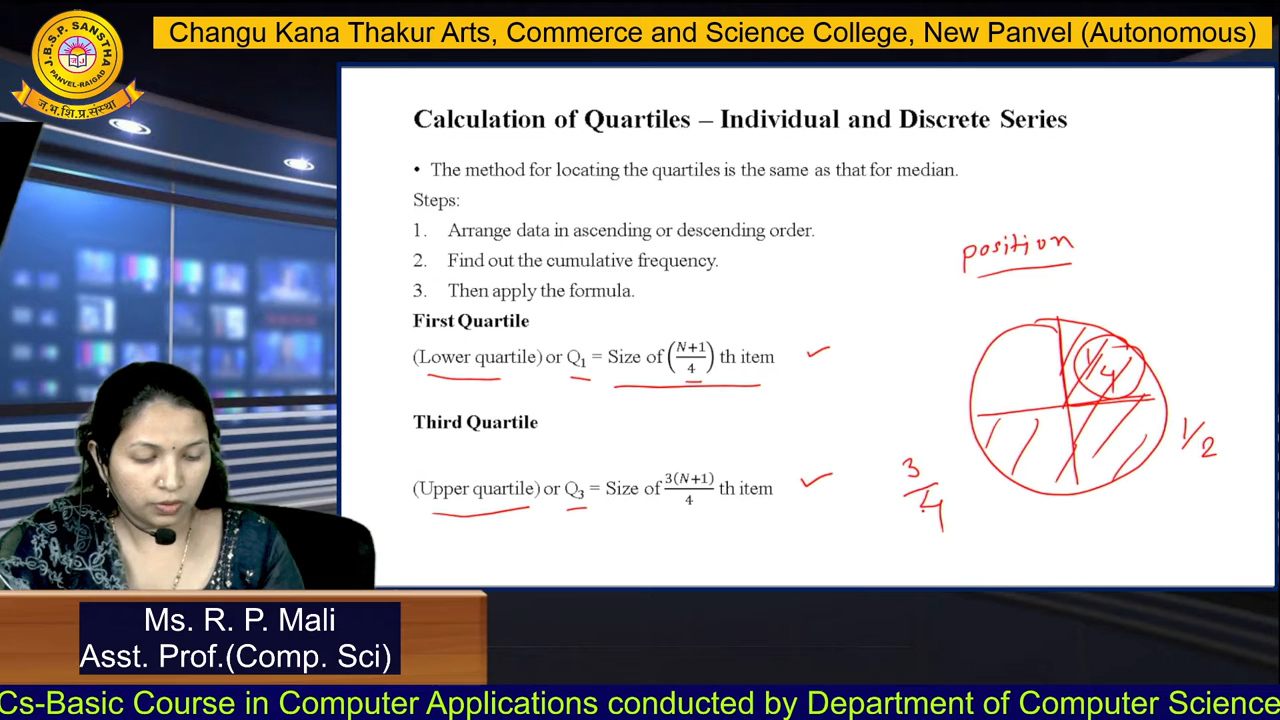 Changu Kana Thakur Arts, Commerce and Science College, New Panvel (Autonomous)
J.B.S.P. SANSTHA
PANVEL-RAIGAD
ज.भ.शि.प्र.संस्था
Calculation of Quartiles – Individual and Discrete Series
• The method for locating the quartiles is the same as that for median.
Steps:
1. Arrange data in ascending or descending order.
2. Find out the cumulative frequency.
3. Then apply the formula.
First Quartile
(Lower quartile) or Q₁ = Size of ((N+1)/4) th item
Third Quartile
(Upper quartile) or Q₃ = Size of 3(N+1)/4 th item
position
1/4
1/2
3/4
Ms. R. P. Mali
Asst. Prof.(Comp. Sci)
Cs-Basic Course in Computer Applications conducted by Department of Computer Science